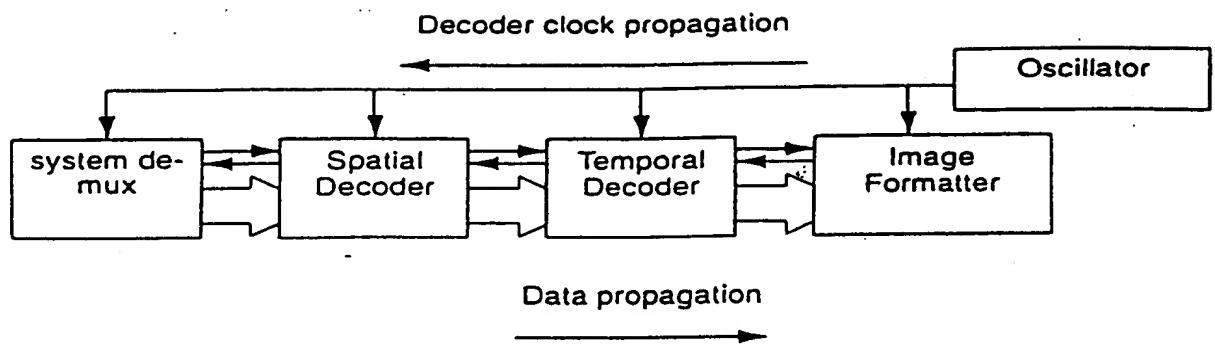 Decoder clock propagation
Oscillator
system de-
mux
Spatial
Decoder
Temporal
Decoder
Image
Formatter
Data propagation